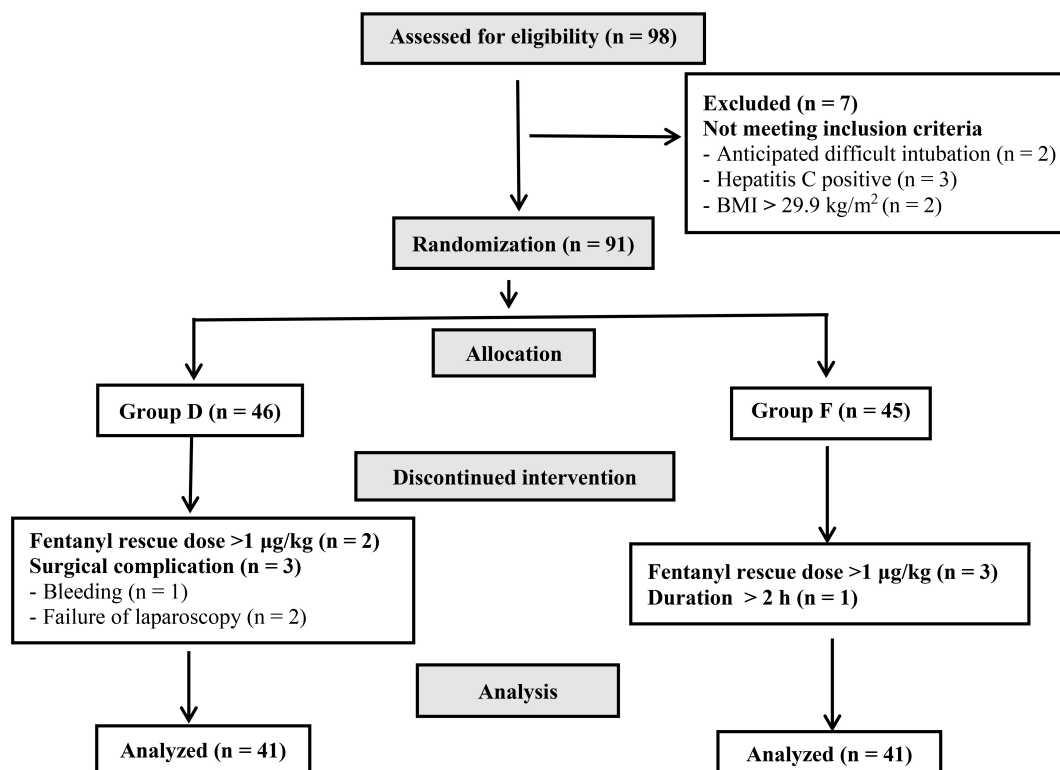 Assessed for eligibility (n = 98)
Excluded (n = 7)
Not meeting inclusion criteria
- Anticipated difficult intubation (n = 2)
- Hepatitis C positive (n = 3)
- BMI > 29.9 kg/m² (n = 2)
Randomization (n = 91)
Allocation
Group D (n = 46)
Group F (n = 45)
Discontinued intervention
Fentanyl rescue dose >1 µg/kg (n = 2)
Surgical complication (n = 3)
- Bleeding (n = 1)
- Failure of laparoscopy (n = 2)
Fentanyl rescue dose >1 µg/kg (n = 3)
Duration > 2 h (n = 1)
Analysis
Analyzed (n = 41)
Analyzed (n = 41)